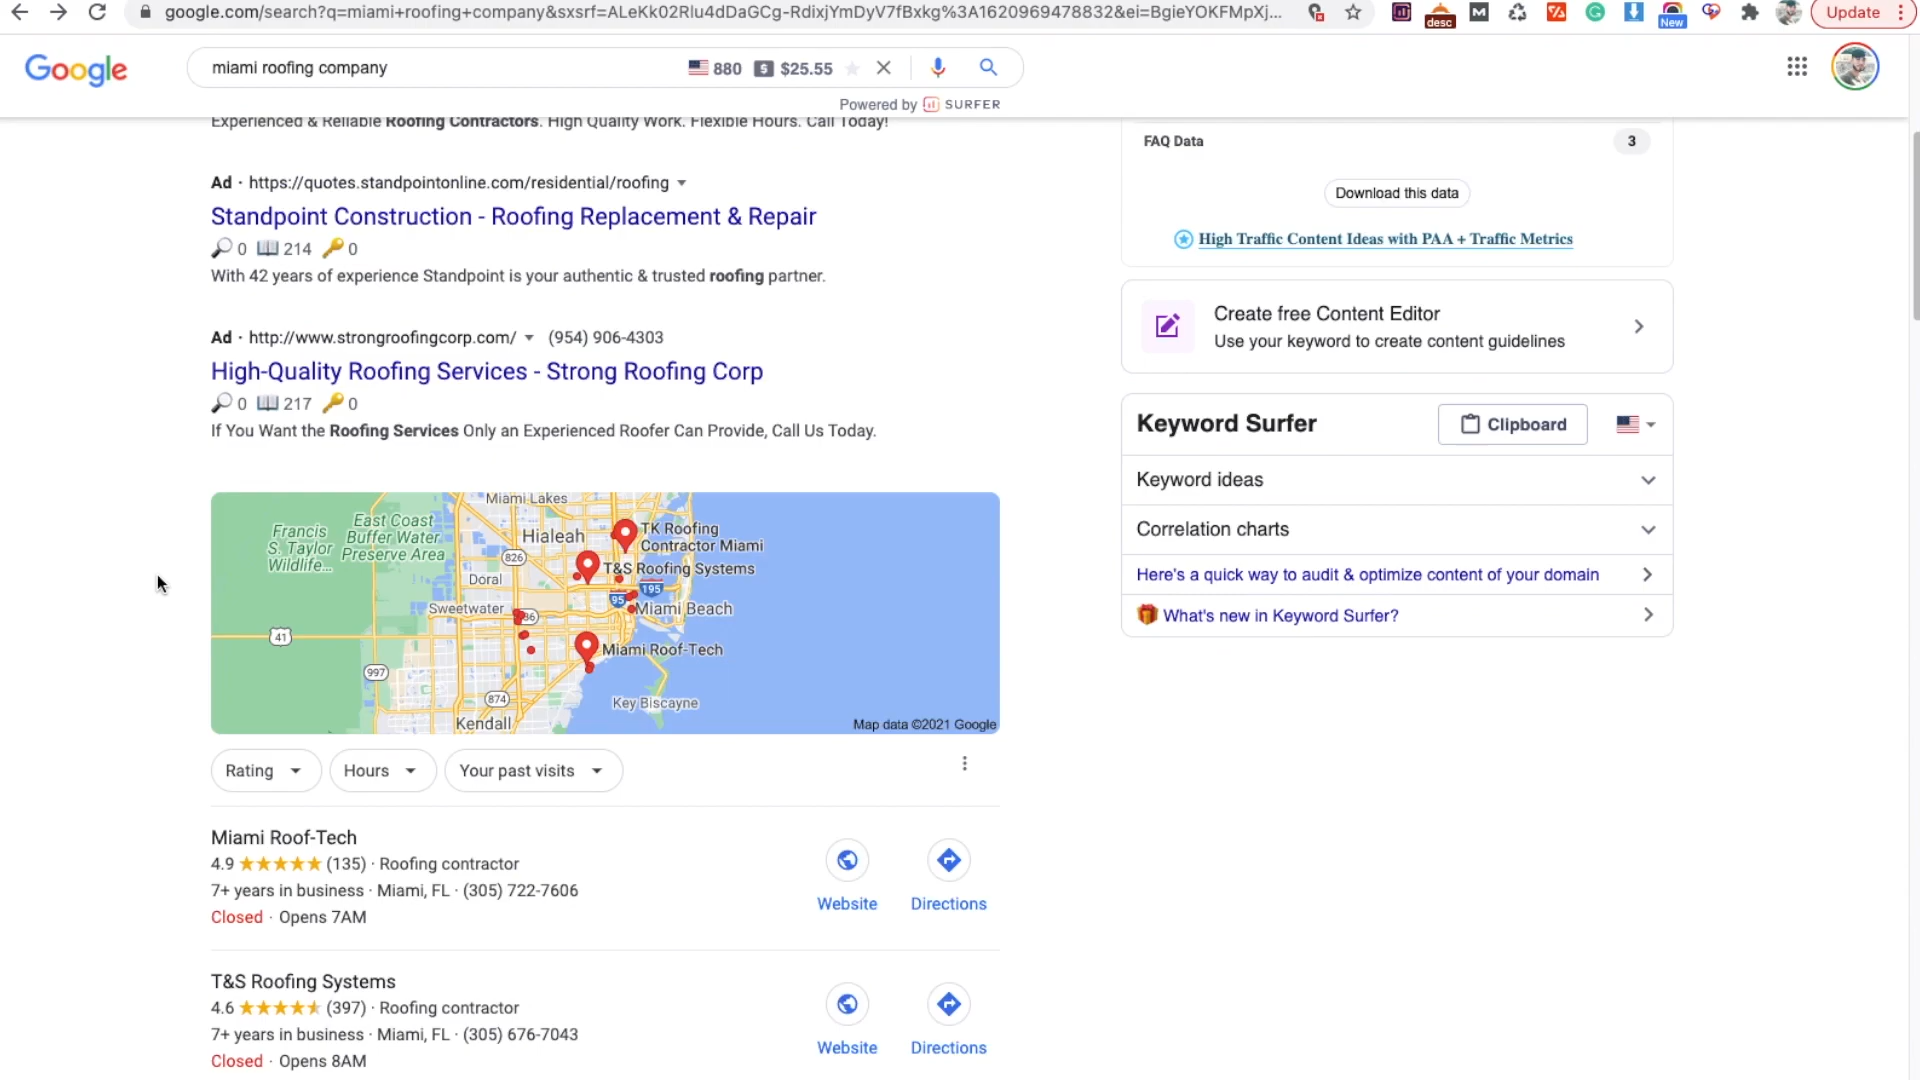 google.com/search?q=miami+roofing+company&sxsrf=ALeKk02Rlu4dDaGCg-RdixjYmDyV7fBxkg%3A1620969478832&ei=BgieYOKFMpXj...
desc
New
Update
Google
miami roofing company
880
$25.55
Powered by SURFER
Experienced & Reliable Roofing Contractors. High Quality Work. Flexible Hours. Call Today!
Ad · https://quotes.standpointonline.com/residential/roofing
Standpoint Construction - Roofing Replacement & Repair
0 214 0
With 42 years of experience Standpoint is your authentic & trusted roofing partner.
Ad · http://www.strongroofingcorp.com/ (954) 906-4303
High-Quality Roofing Services - Strong Roofing Corp
0 217 0
If You Want the Roofing Services Only an Experienced Roofer Can Provide, Call Us Today.
Miami Lakes
Francis
S. Taylor
Wildlife...
East Coast
Buffer Water
Preserve Area
Hialeah
TK Roofing
Contractor Miami
826
T&S Roofing Systems
Doral
195
95
Sweetwater
Miami Beach
41
Miami Roof-Tech
997
874
Key Biscayne
Kendall
Map data ©2021 Google
Rating
Hours
Your past visits
Miami Roof-Tech
4.9 (135) · Roofing contractor
7+ years in business · Miami, FL · (305) 722-7606
Closed · Opens 7AM
Website
Directions
T&S Roofing Systems
4.6 (397) · Roofing contractor
7+ years in business · Miami, FL · (305) 676-7043
Closed · Opens 8AM
Website
Directions
FAQ Data
3
Download this data
High Traffic Content Ideas with PAA + Traffic Metrics
Create free Content Editor
Use your keyword to create content guidelines
Keyword Surfer
Clipboard
Keyword ideas
Correlation charts
Here's a quick way to audit & optimize content of your domain
What's new in Keyword Surfer?